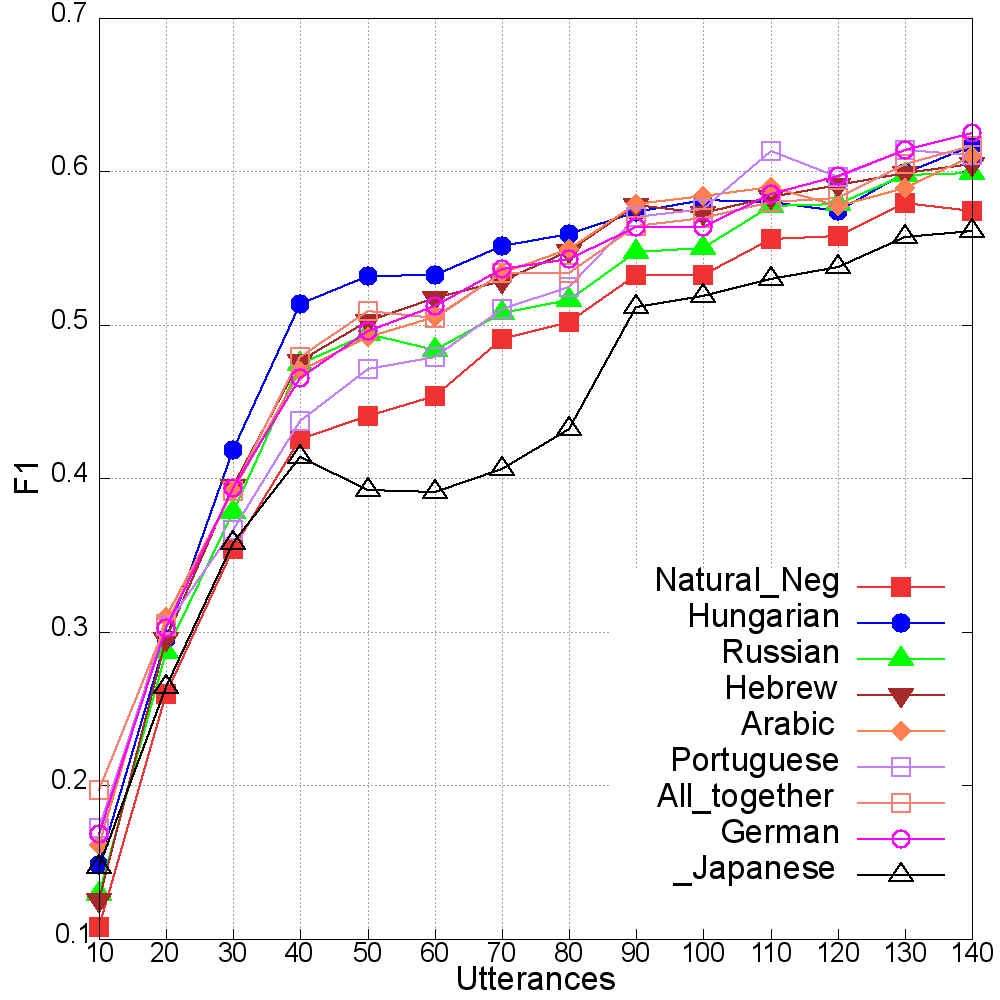 0.7
0.6
0.5
0.4
0.3
0.2
0.1
F1
Natural_Neg
Hungarian
Russian
Hebrew
Arabic
Portuguese
All_together
German
_Japanese
10 20 30 40 50 60 70 80 90 100 110 120 130 140
Utterances